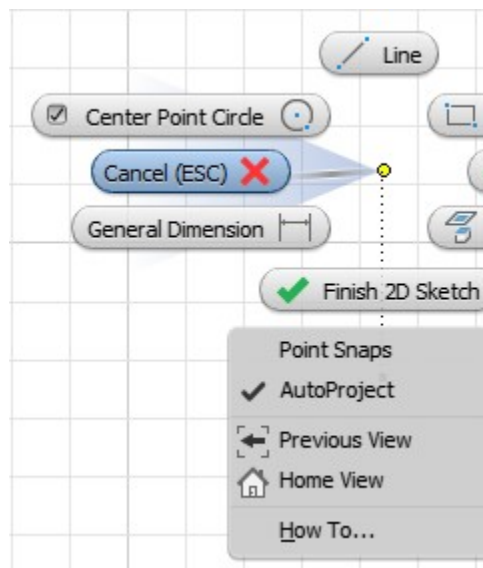 Line
Center Point Circle
Cancel (ESC)
General Dimension
Finish 2D Sketch
Point Snaps
AutoProject
Previous View
Home View
How To...